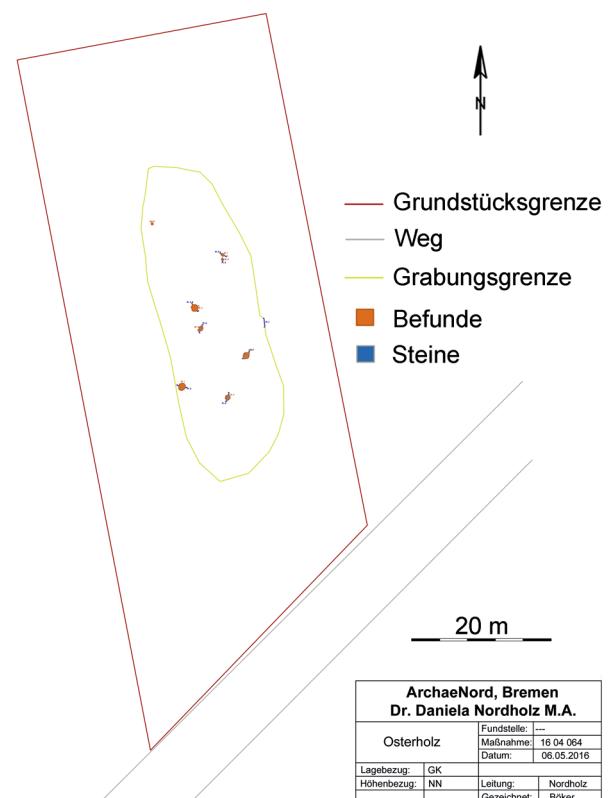 N
Grundstücksgrenze
Weg
Grabungsgrenze
Befunde
Steine
20 m
ArchaeNord, Bremen
Dr. Daniela Nordholz M.A.
Osterholz
Fundstelle: ---
Maßnahme: 16 04 064
Datum: 06.05.2016
Lagebezug: GK
Höhenbezug: NN Leitung: Nordholz
Gezeichnet: Böker